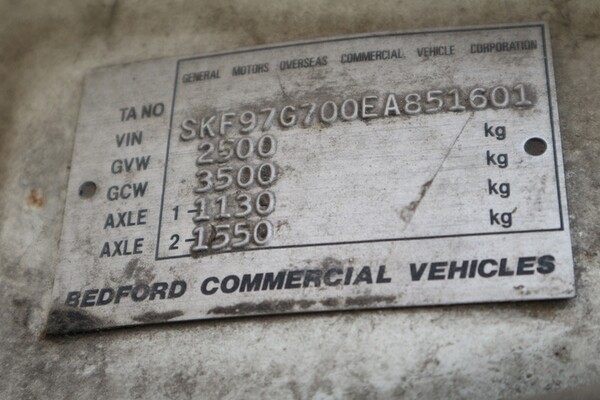 GENERAL MOTORS OVERSEAS COMMERCIAL VEHICLE CORPORATION
TA NO
VIN SKF97G700EA851601
GVW 2500 kg
GCW 3500 kg
AXLE 1-1130 kg
AXLE 2-1550 kg
BEDFORD COMMERCIAL VEHICLES